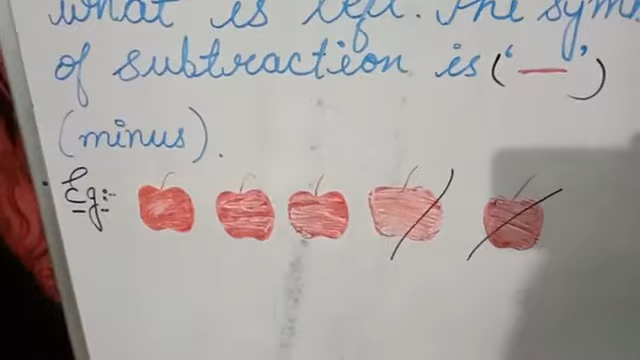 what is left. The
of subtraction is ('—')
(minus).
Eg:-